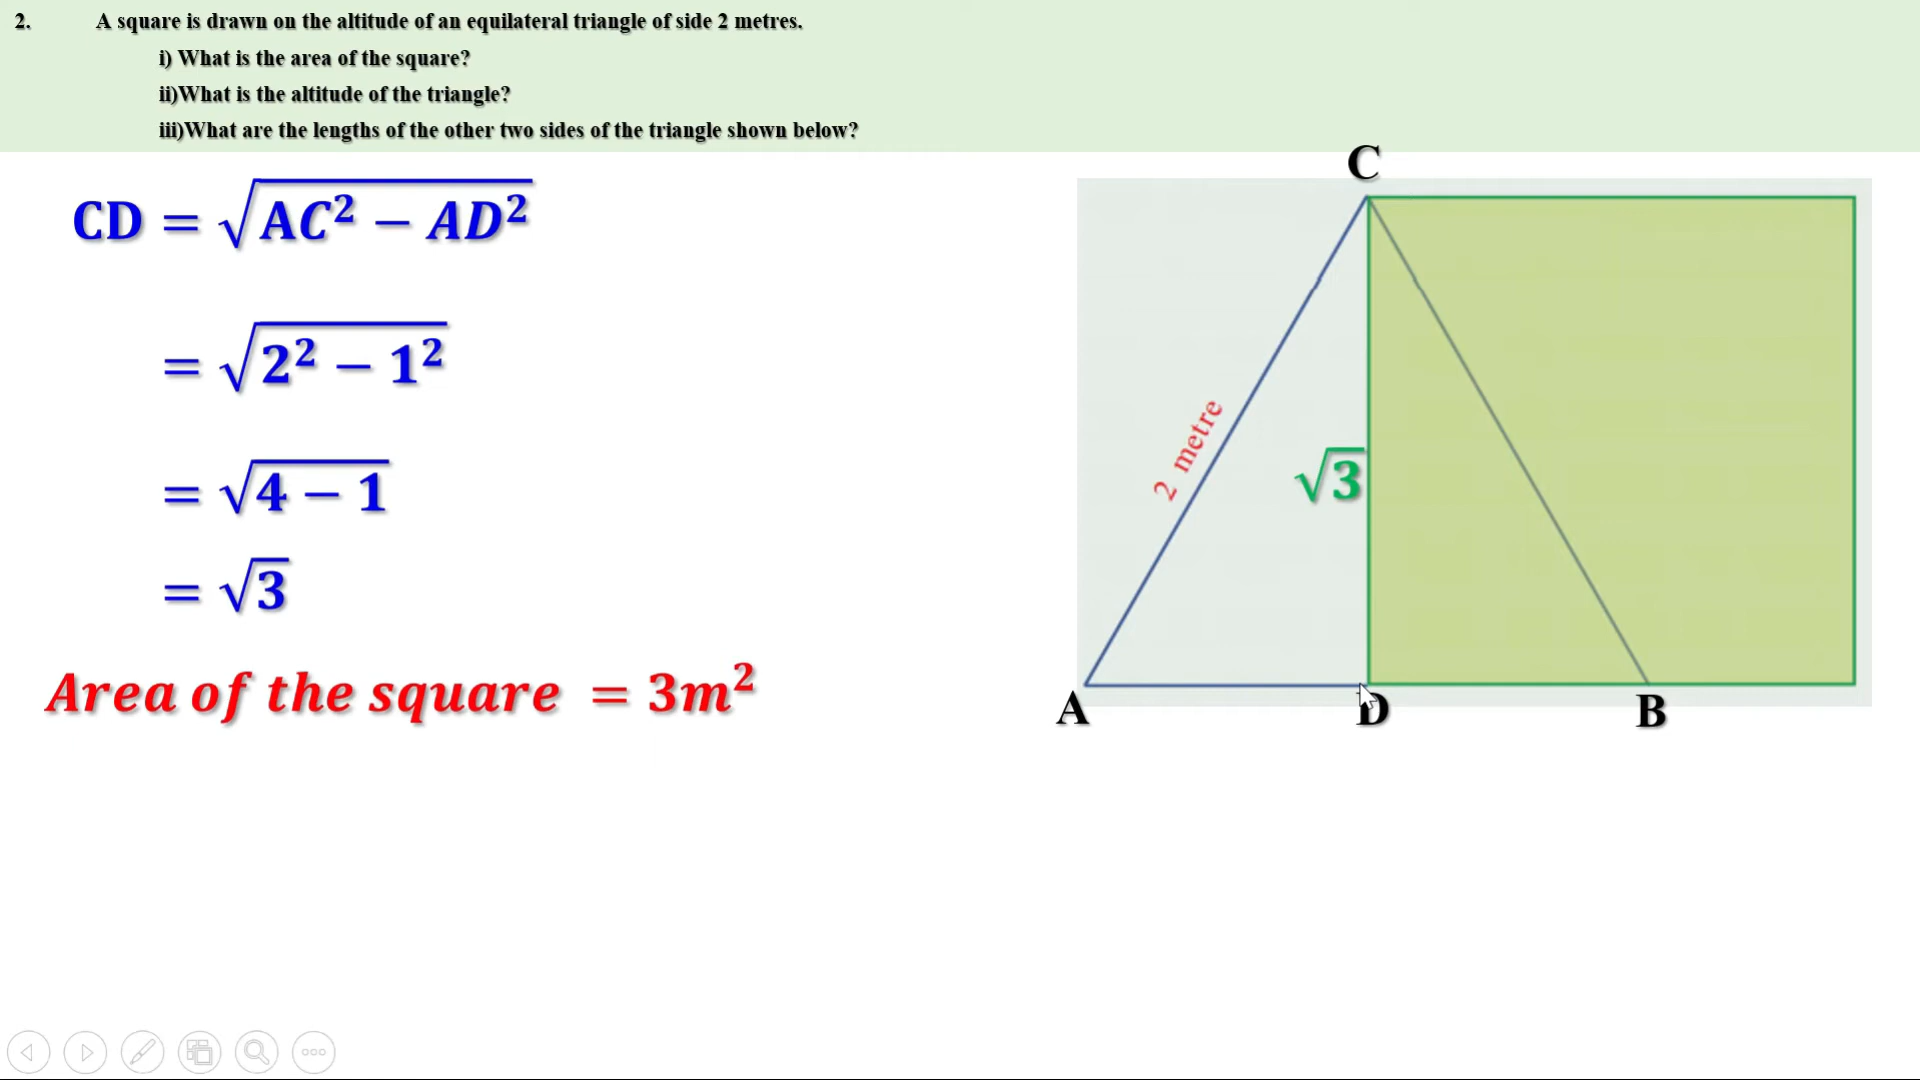 2. A square is drawn on the altitude of an equilateral triangle of side 2 metres.
i) What is the area of the square?
ii)What is the altitude of the triangle?
iii)What are the lengths of the other two sides of the triangle shown below?
CD = √(AC² − AD²)
= √(2² − 1²)
= √(4 − 1)
= √3
Area of the square = 3m²
C
2 metre
√3
A
D
B